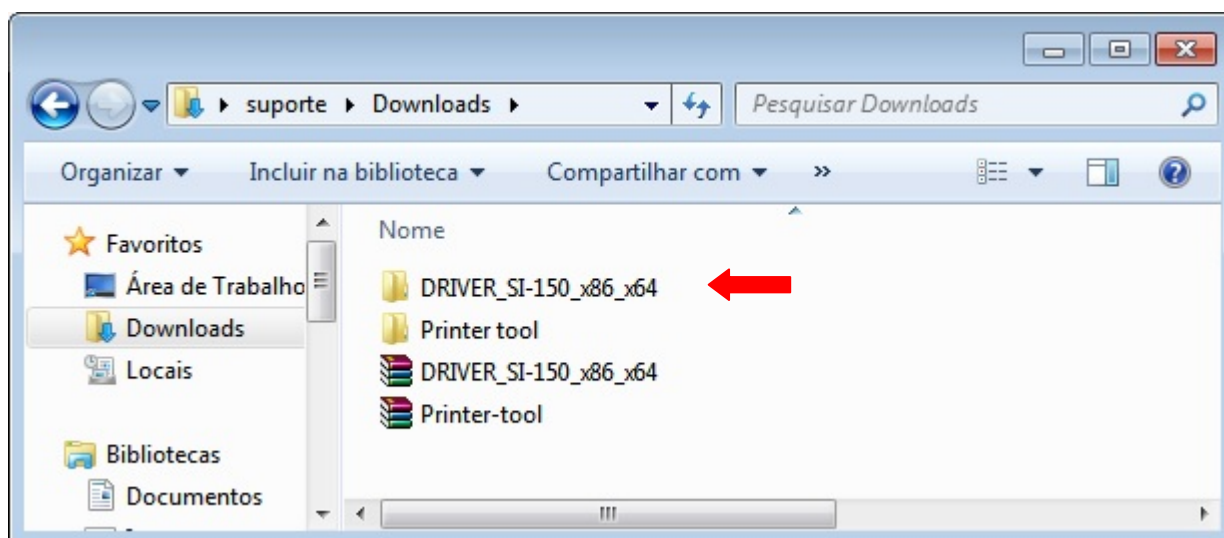 suporte Downloads
Pesquisar Downloads
Organizar
Incluir na biblioteca
Compartilhar com
»
Favoritos
Área de Trabalho
Downloads
Locais
Bibliotecas
Documentos
Nome
DRIVER_SI-150_x86_x64
Printer tool
DRIVER_SI-150_x86_x64
Printer-tool